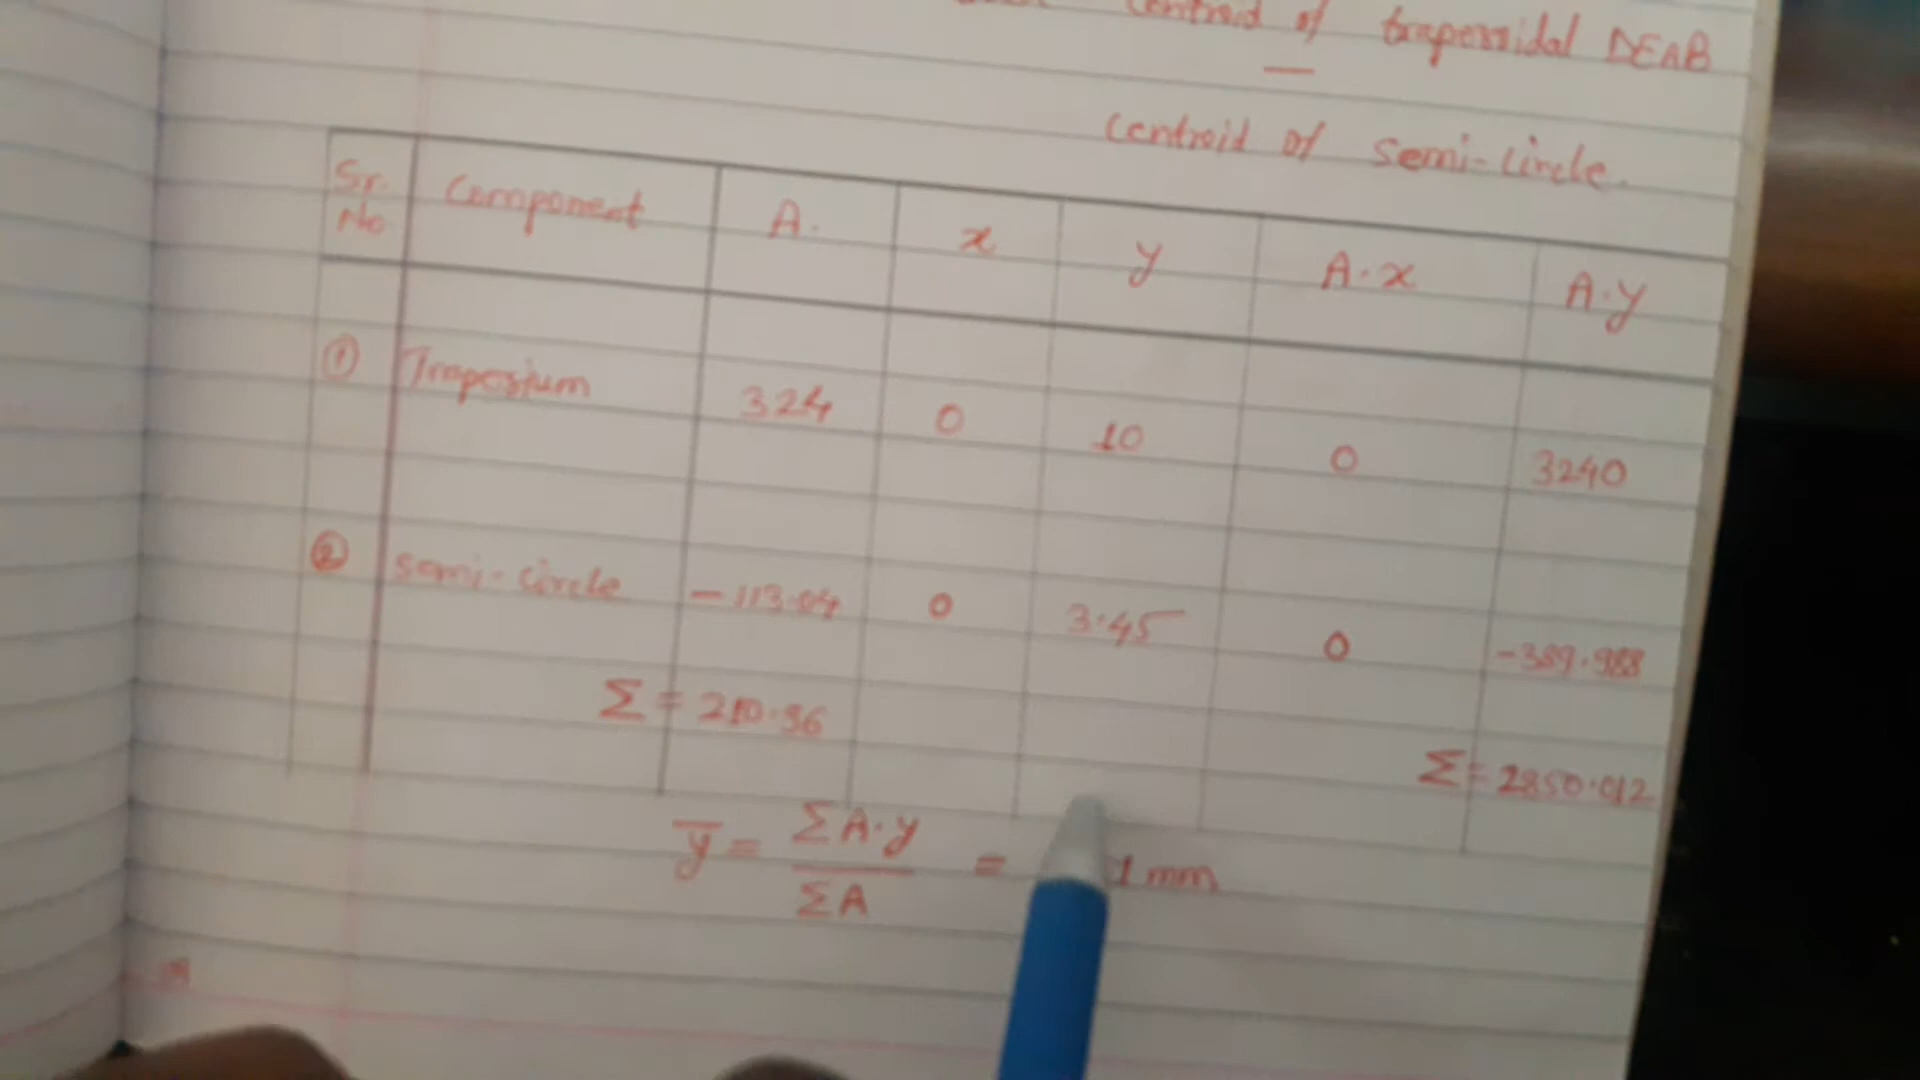 centroid of trapezoidal DEAB
centroid of semi-circle.
Sr. No Component A. x y A.x A.y
① Trapezium 324 0 10 0 3240
② semi-circle -113.04 0 3.45 0 -389.988
Σ = 210.96 Σ = 2850.012
y̅ = ΣA.y / ΣA = 1 mm